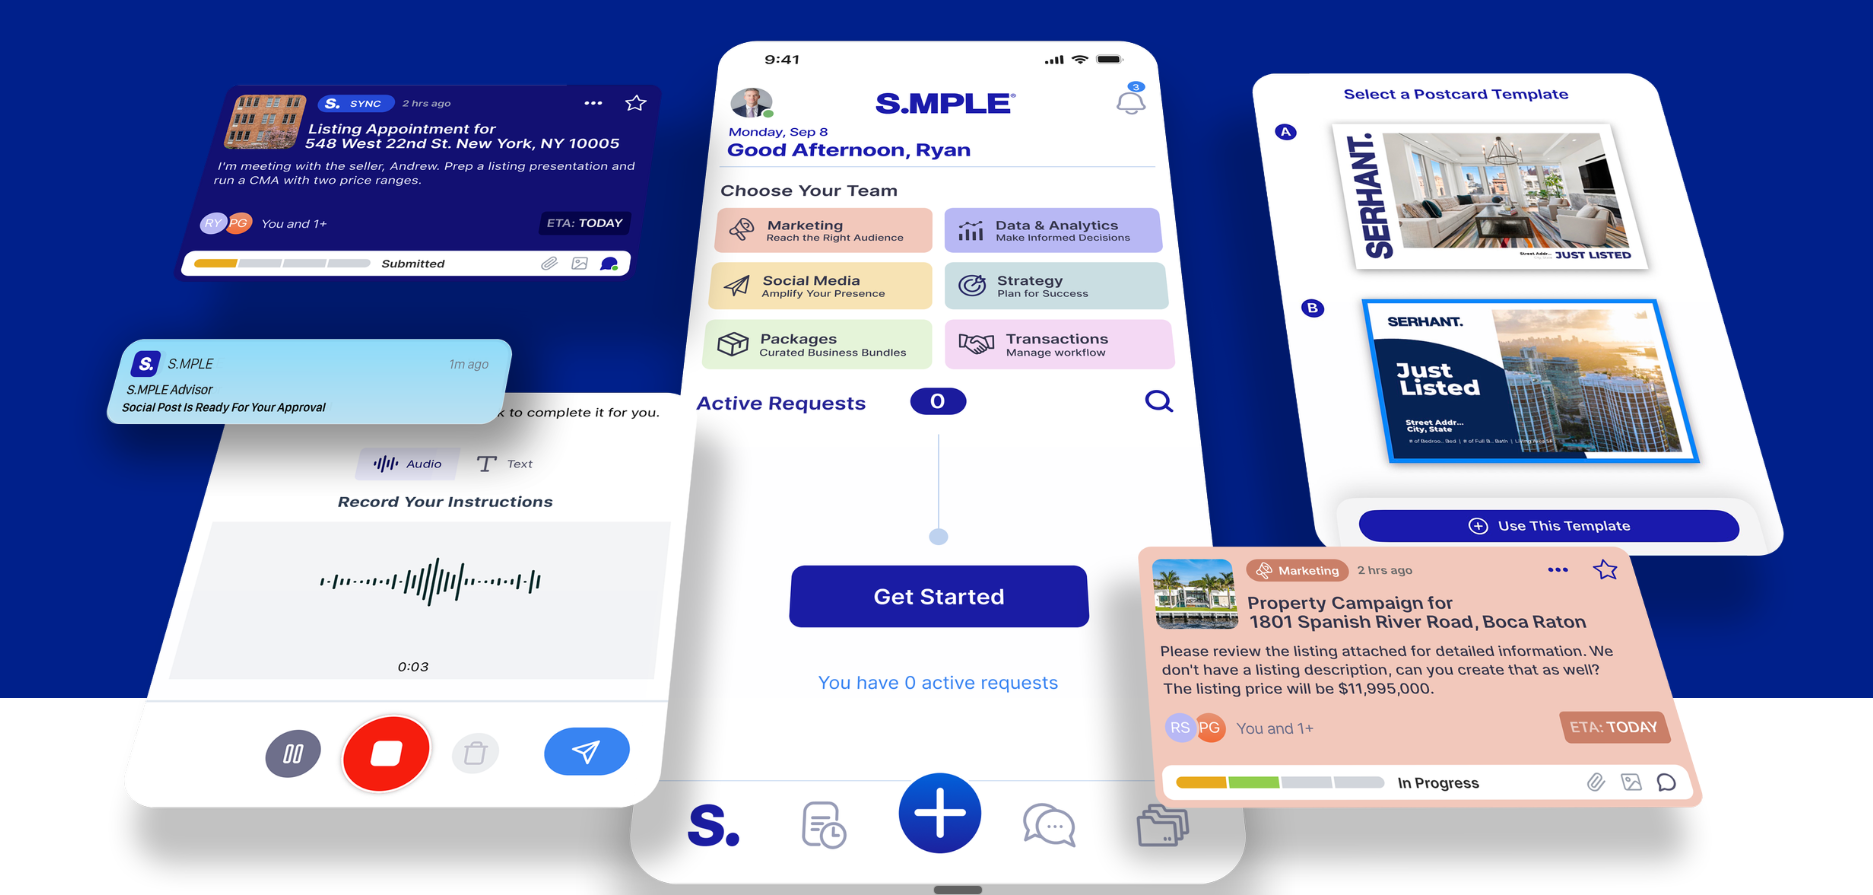 S. SYNC 2 hrs ago
Listing Appointment for
548 West 22nd St. New York, NY 10005
I'm meeting with the seller, Andrew. Prep a listing presentation and
run a CMA with two price ranges.
RY PG You and 1+
ETA: TODAY
Submitted
S. S.MPLE 1m ago
S.MPLE Advisor
Social Post Is Ready For Your Approval
k to complete it for you.
Audio Text
Record Your Instructions
0:03
9:41
S.MPLE®
3
Monday, Sep 8
Good Afternoon, Ryan
Choose Your Team
Marketing
Reach the Right Audience
Data & Analytics
Make Informed Decisions
Social Media
Amplify Your Presence
Strategy
Plan for Success
Packages
Curated Business Bundles
Transactions
Manage workflow
Active Requests 0
Get Started
You have 0 active requests
S.
Select a Postcard Template
A
SERHANT.
Street Addr...
JUST LISTED
B
SERHANT.
Just
Listed
Street Addr...
City, State
# of Bedroo... Bed | # of Full B... Bath |
Use This Template
Marketing 2 hrs ago
Property Campaign for
1801 Spanish River Road, Boca Raton
Please review the listing attached for detailed information. We
don't have a listing description, can you create that as well?
The listing price will be $11,995,000.
RS PG You and 1+
ETA: TODAY
In Progress